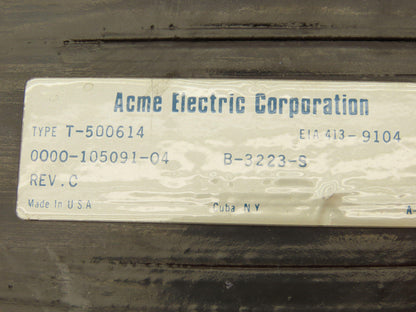 Acme Electric Corporation
TYPE T-500614 EIA 413-9104
0000-105091-04 B-3223-S
REV.C
Made In U.S.A Cuba N.Y. A-